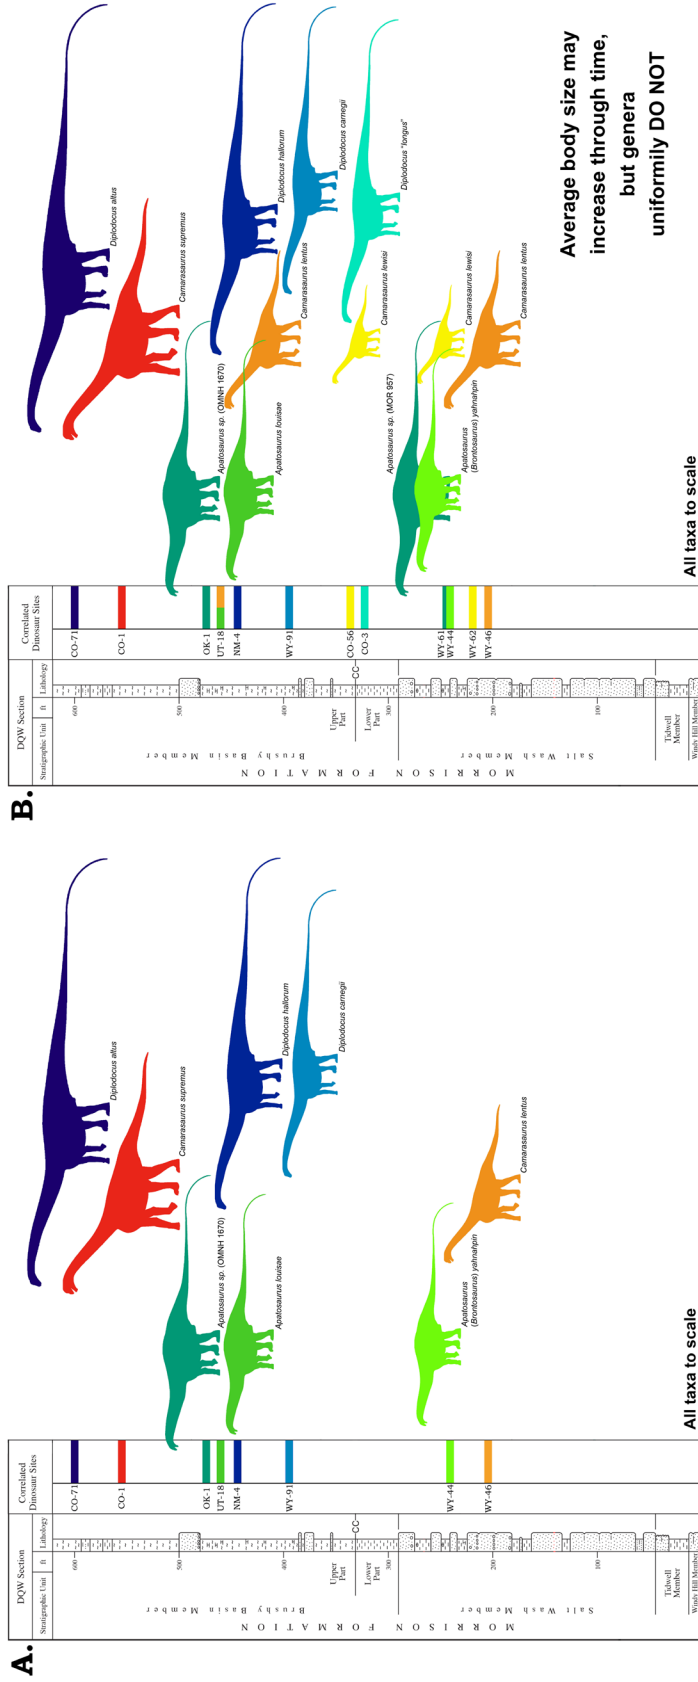 A.
DQW Section
Correlated
Dinosaur Sites
Stratigraphic Unit
ft
Lithology
600
500
400
300
200
100
MORRISON FORMATION
Brushy Basin Member
Salt Wash Member
Upper
Part
Lower
Part
Tidwell
Member
Windy Hill Member
CC
CO-71
CO-1
OK-1
UT-18
NM-4
WY-91
WY-44
WY-46
Diplodocus altus
Camarasaurus supremus
Apatosaurus sp. (OMNH 1670)
Apatosaurus louisae
Diplodocus hallorum
Diplodocus carnegii
Apatosaurus
(Brontosaurus) yahnahpin
Camarasaurus lentus
All taxa to scale
B.
DQW Section
Correlated
Dinosaur Sites
Stratigraphic Unit
ft
Lithology
600
500
400
300
200
100
MORRISON FORMATION
Brushy Basin Member
Salt Wash Member
Upper
Part
Lower
Part
Tidwell
Member
Windy Hill Member
CC
CO-71
CO-1
OK-1
UT-18
NM-4
WY-91
CO-56
CO-3
WY-61
WY-44
WY-62
WY-46
Diplodocus altus
Camarasaurus supremus
Apatosaurus sp. (OMNH 1670)
Apatosaurus louisae
Diplodocus hallorum
Camarasaurus lentus
Diplodocus carnegii
Camarasaurus lewisi
Diplodocus "longus"
Apatosaurus sp. (MOR 957)
Apatosaurus
(Brontosaurus) yahnahpin
Camarasaurus lewisi
Camarasaurus lentus
Average body size may
increase through time,
but genera
uniformily DO NOT
All taxa to scale